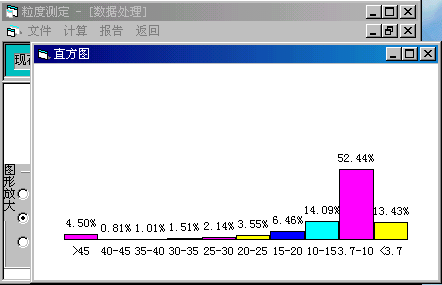 粒度测定 - [数据处理]
文件 计算 报告 返回
直方图
图形放大
4.50% 0.81% 1.01% 1.51% 2.14% 3.55% 6.46% 14.09% 52.44% 13.43%
>45 40-45 35-40 30-35 25-30 20-25 15-20 10-15 3.7-10 <3.7